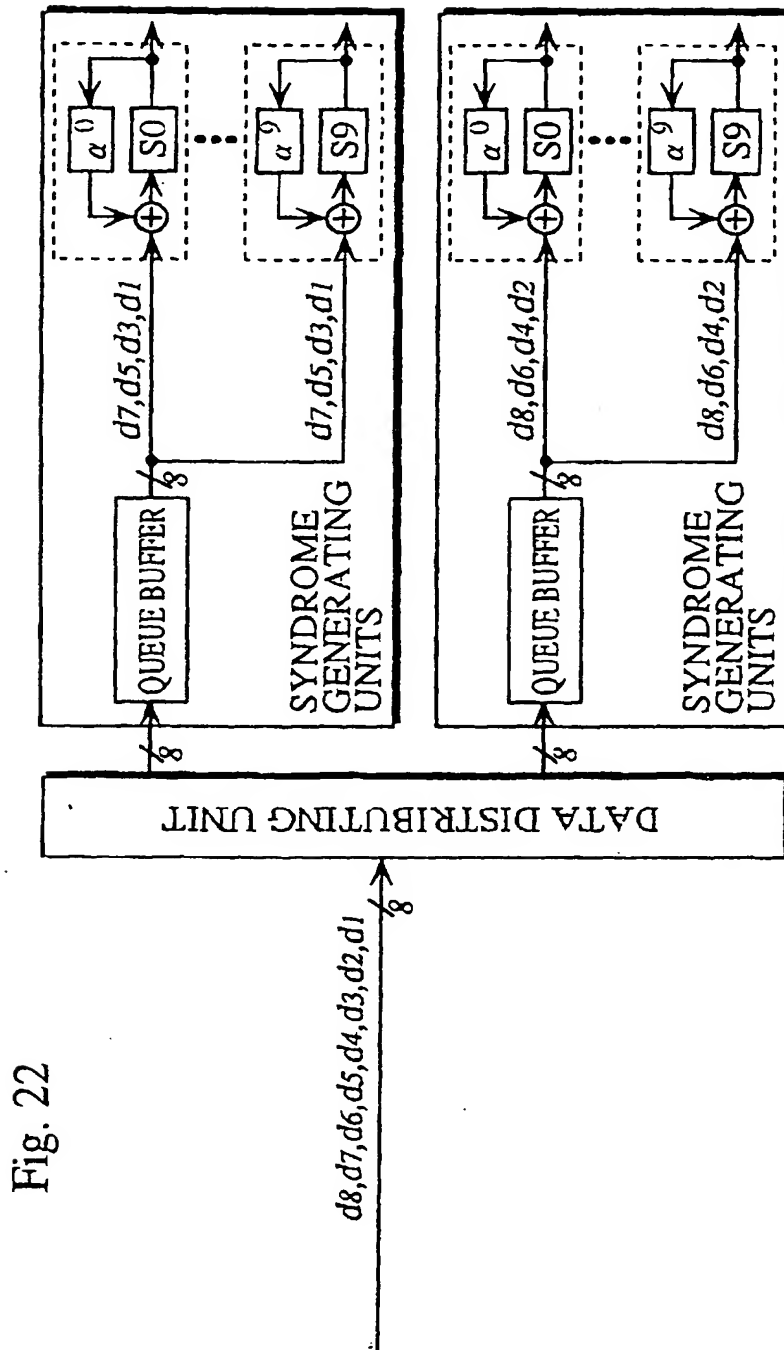 Fig. 22
d8,d7,d6,d5,d4,d3,d2,d1
8
DATA DISTRIBUTING UNIT
8
QUEUE BUFFER
8
d7,d5,d3,d1
d7,d5,d3,d1
α0
S0
α9
S9
SYNDROME
GENERATING
UNITS
8
QUEUE BUFFER
8
d8,d6,d4,d2
d8,d6,d4,d2
α0
S0
α9
S9
SYNDROME
GENERATING
UNITS